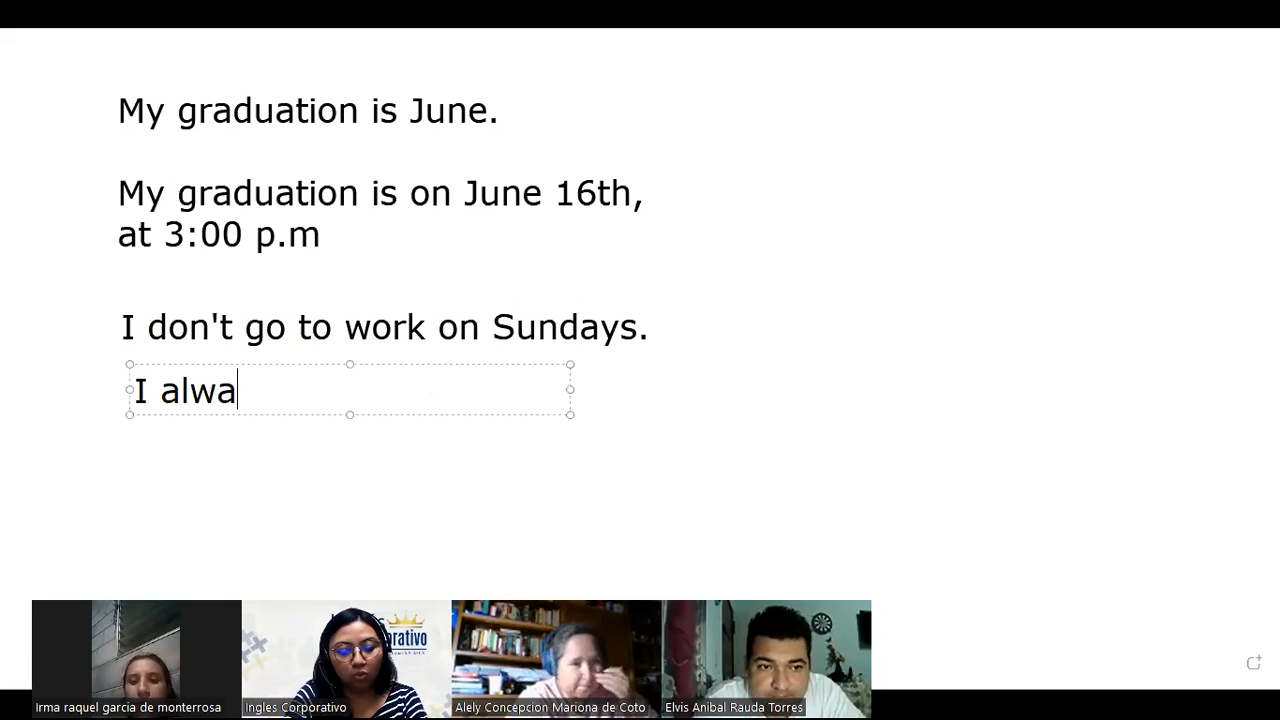 My graduation is June.
My graduation is on June 16th,
at 3:00 p.m
I don't go to work on Sundays.
I alwa
Irma raquel garcia de monterrosa
Ingles Corporativo
Alely Concepcion Mariona de Coto
Elvis Anibal Rauda Torres